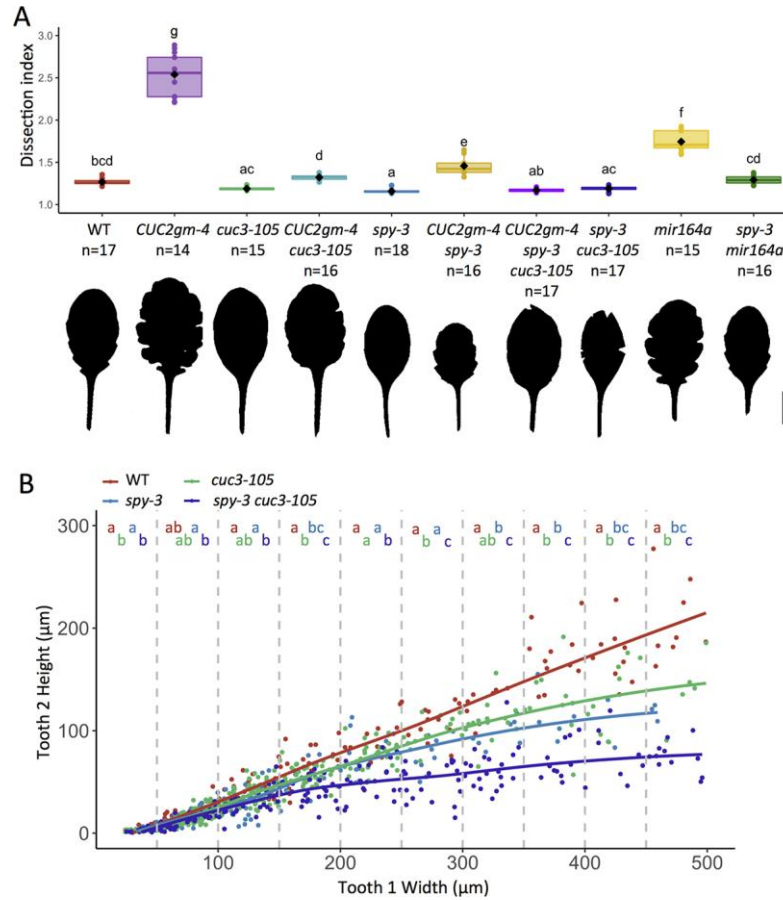 A
Dissection index
3.0
2.5
2.0
1.5
1.0
bcd
g
ac
d
a
e
ab
ac
f
cd
WT
n=17
CUC2gm-4
n=14
cuc3-105
n=15
CUC2gm-4
cuc3-105
n=16
spy-3
n=18
CUC2gm-4
spy-3
n=16
CUC2gm-4
spy-3
cuc3-105
n=17
spy-3
cuc3-105
n=17
mir164a
n=15
spy-3
mir164a
n=16
B
WT
cuc3-105
spy-3
spy-3 cuc3-105
Tooth 2 Height (µm)
300
200
100
0
a a ab a a a a bc a a a a a b a b a bc a bc
b b ab b ab b b c a b b c ab c b c b c b c
100 200 300 400 500
Tooth 1 Width (µm)